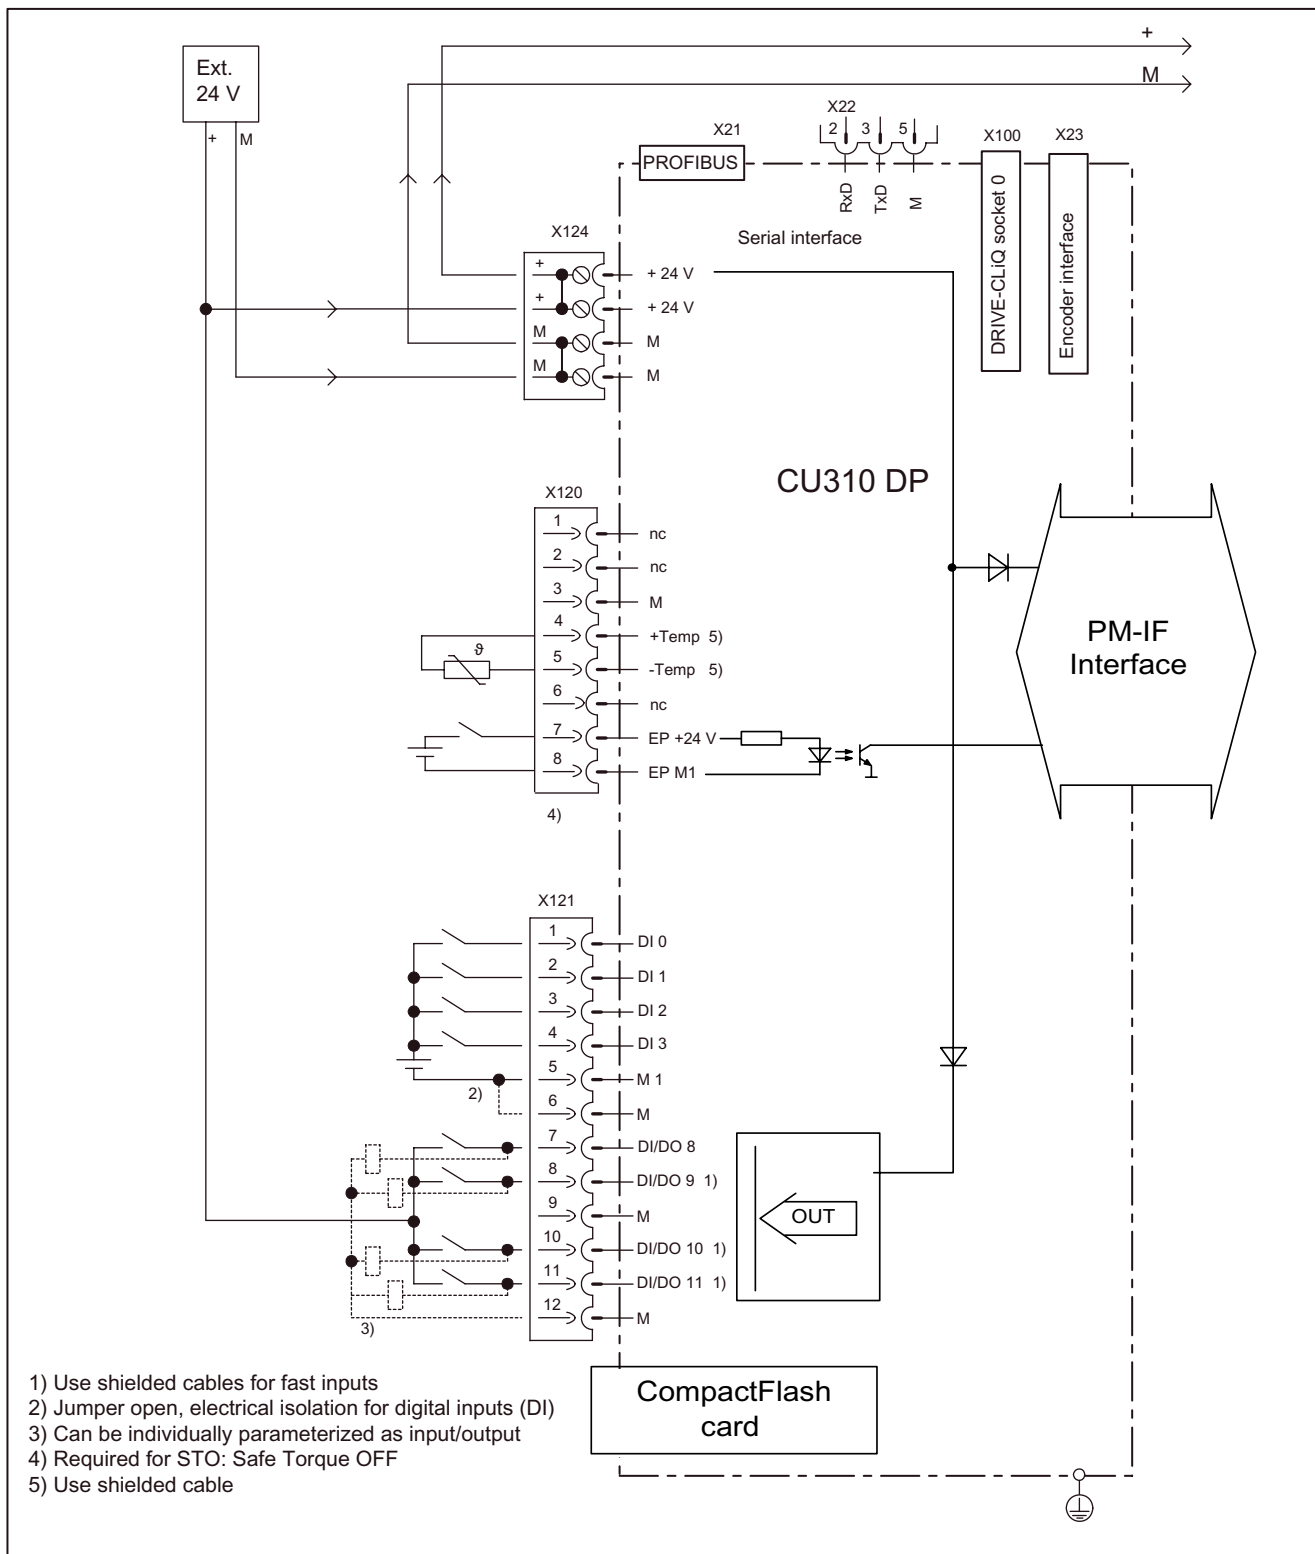 +
M
Ext.
24 V
+
M
X21
PROFIBUS
X22
2
3
5
RxD
TxD
M
Serial interface
X100
DRIVE-CLiQ socket 0
X23
Encoder interface
X124
+
+ 24 V
+
+ 24 V
M
M
M
M
CU310 DP
X120
1
nc
2
nc
3
M
4
+Temp 5)
ϑ
5
-Temp 5)
6
nc
7
EP +24 V
8
EP M1
4)
PM-IF
Interface
X121
1
DI 0
2
DI 1
3
DI 2
4
DI 3
5
M 1
2)
6
M
7
DI/DO 8
8
DI/DO 9 1)
9
M
10
DI/DO 10 1)
11
DI/DO 11 1)
12
M
3)
OUT
CompactFlash
card
1) Use shielded cables for fast inputs
2) Jumper open, electrical isolation for digital inputs (DI)
3) Can be individually parameterized as input/output
4) Required for STO: Safe Torque OFF
5) Use shielded cable